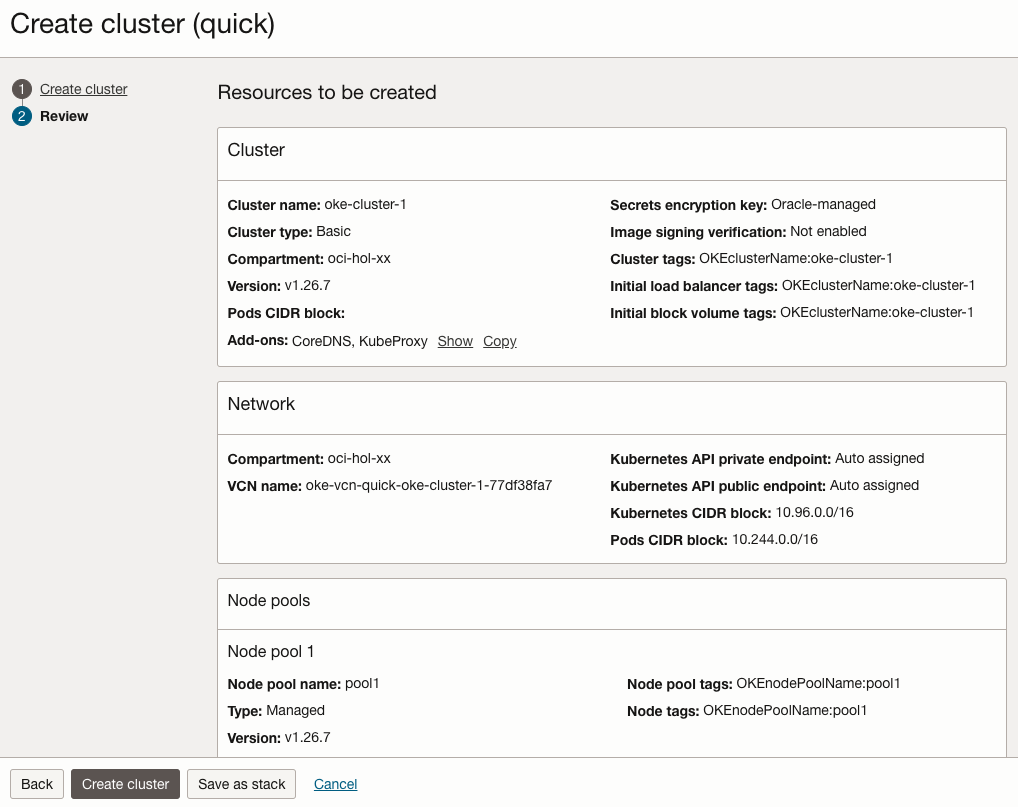 Create cluster (quick)
1 Create cluster
2 Review
Resources to be created
Cluster
Cluster name: oke-cluster-1
Cluster type: Basic
Compartment: oci-hol-xx
Version: v1.26.7
Pods CIDR block:
Add-ons: CoreDNS, KubeProxy Show Copy
Secrets encryption key: Oracle-managed
Image signing verification: Not enabled
Cluster tags: OKEclusterName:oke-cluster-1
Initial load balancer tags: OKEclusterName:oke-cluster-1
Initial block volume tags: OKEclusterName:oke-cluster-1
Network
Compartment: oci-hol-xx
VCN name: oke-vcn-quick-oke-cluster-1-77df38fa7
Kubernetes API private endpoint: Auto assigned
Kubernetes API public endpoint: Auto assigned
Kubernetes CIDR block: 10.96.0.0/16
Pods CIDR block: 10.244.0.0/16
Node pools
Node pool 1
Node pool name: pool1
Type: Managed
Version: v1.26.7
Node pool tags: OKEnodePoolName:pool1
Node tags: OKEnodePoolName:pool1
Back Create cluster Save as stack Cancel